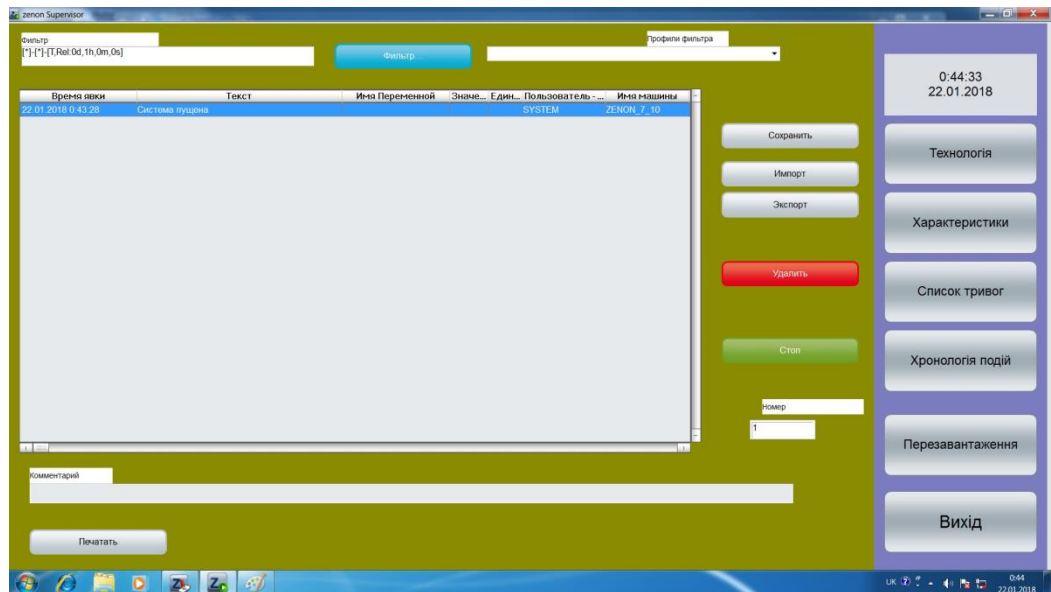 zenon Supervisor
Фильтр
[*]-[*]-[T,Rel:0d,1h,0m,0s]
Фильтр...
Профили фильтра
0:44:33
22.01.2018
Время явки Текст Имя Переменной Значе... Един... Пользователь - ... Имя машины
22.01.2018 0:43:28 Система пущена SYSTEM ZENON_7_10
Сохранить
Импорт
Экспорт
Удалить
Стоп
Номер
1
Комментарий
Печатать
Технологія
Характеристики
Список тривог
Хронологія подій
Перезавантаження
Вихід
UK
0:44
22.01.2018